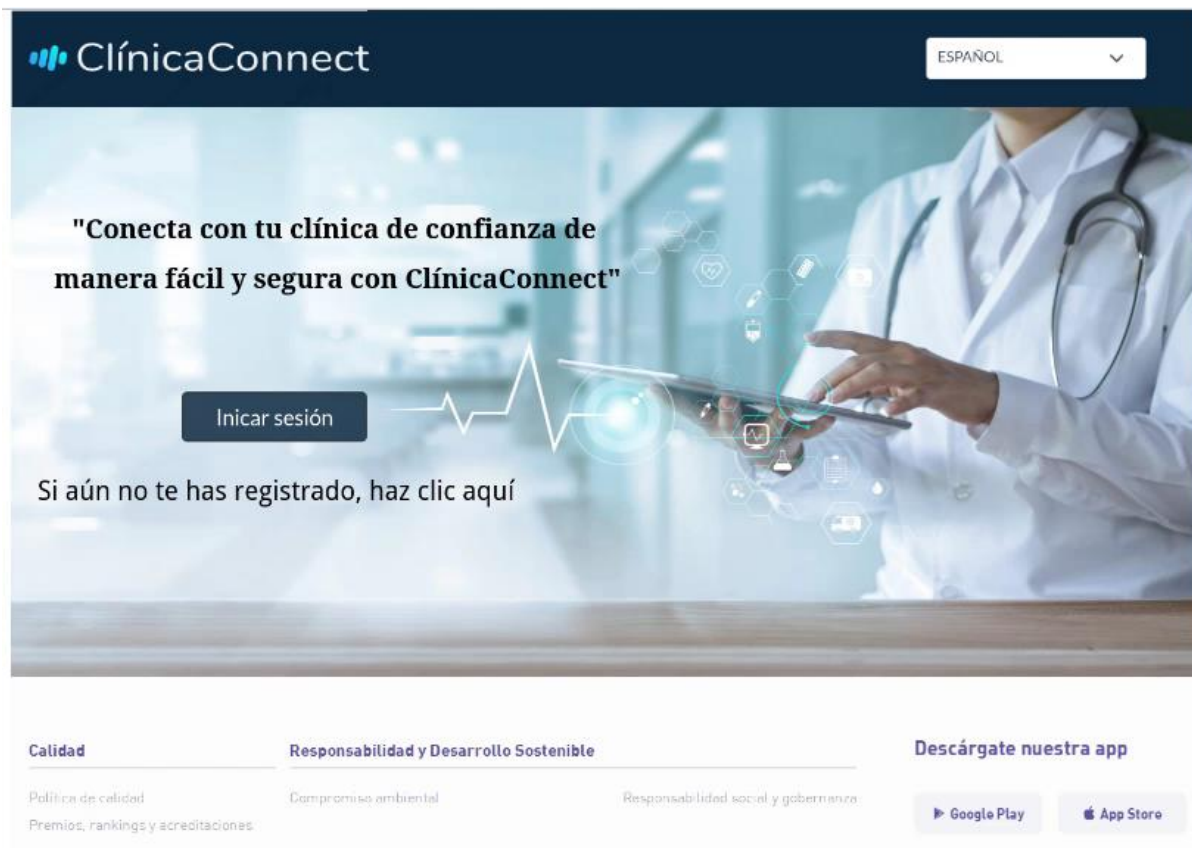 ClínicaConnect
ESPAÑOL
"Conecta con tu clínica de confianza de
manera fácil y segura con ClínicaConnect"
Inicar sesión
Si aún no te has registrado, haz clic aquí
Calidad
Responsabilidad y Desarrollo Sostenible
Descárgate nuestra app
Política de calidad
Compromiso ambiental
Responsabilidad social y gobernanza
Premios, rankings y acreditaciones
Google Play
App Store